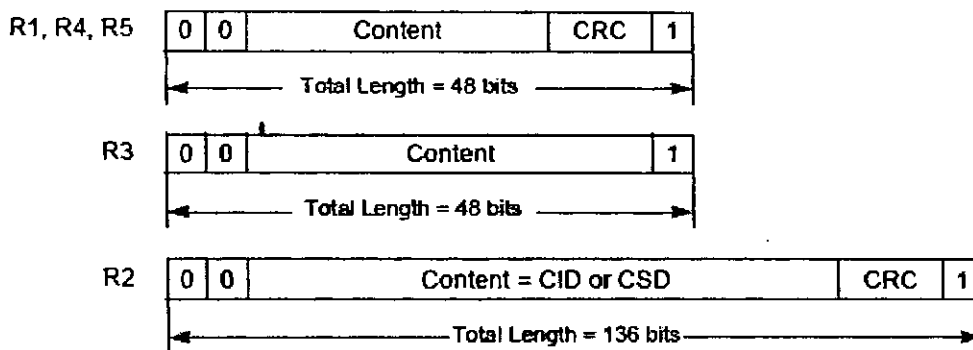 R1, R4, R5 0 0 Content CRC 1
Total Length = 48 bits
R3 0 0 Content 1
Total Length = 48 bits
R2 0 0 Content = CID or CSD CRC 1
Total Length = 136 bits